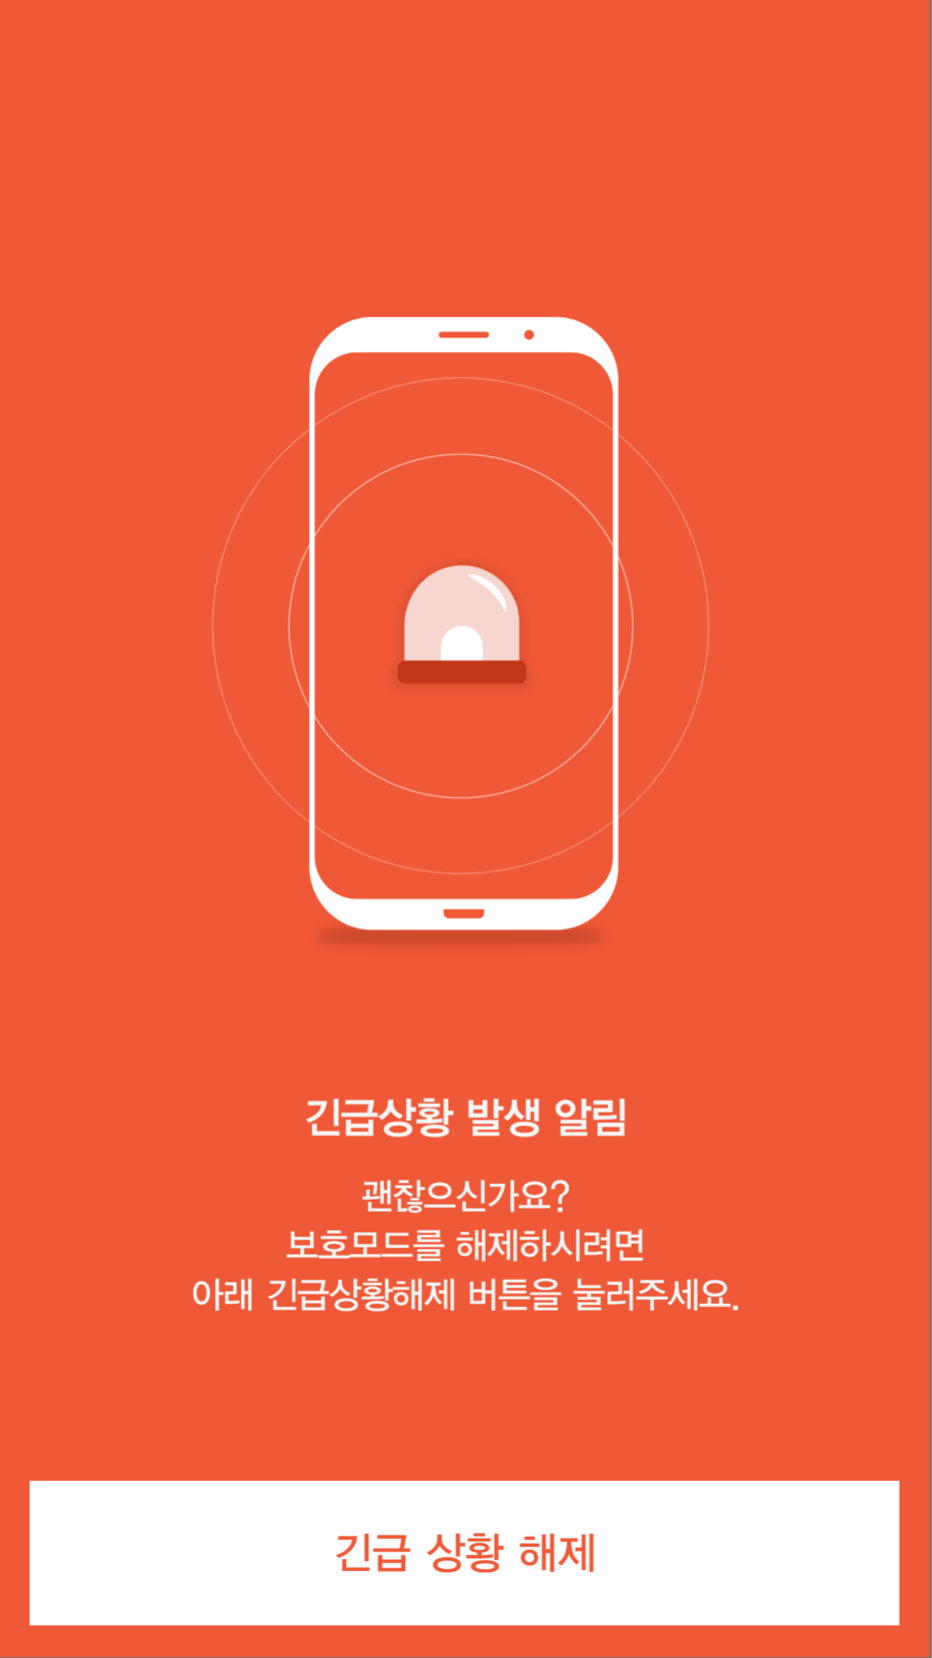 긴급상황 발생 알림
괜찮으신가요?
보호모드를 해제하시려면
아래 긴급상황해제 버튼을 눌러주세요.
긴급 상황 해제